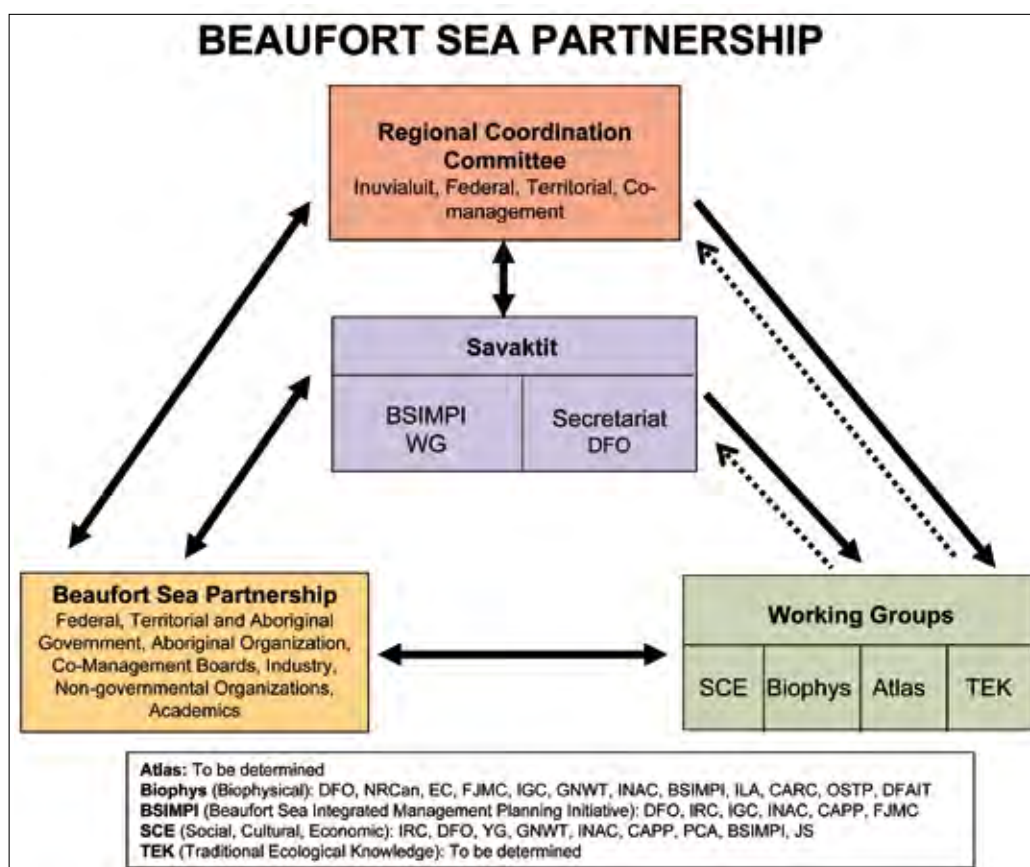 BEAUFORT SEA PARTNERSHIP
Regional Coordination
Committee
Inuvialuit, Federal, Territorial, Co-
management
Savaktit
BSIMPI
WG
Secretariat
DFO
Beaufort Sea Partnership
Federal, Territorial and Aboriginal
Government, Aboriginal Organization,
Co-Management Boards, Industry,
Non-governmental Organizations,
Academics
Working Groups
SCE
Biophys
Atlas
TEK
Atlas: To be determined
Biophys (Biophysical): DFO, NRCan, EC, FJMC, IGC, GNWT, INAC, BSIMPI, ILA, CARC, OSTP, DFAIT
BSIMPI (Beaufort Sea Integrated Management Planning Initiative): DFO, IRC, IGC, INAC, CAPP, FJMC
SCE (Social, Cultural, Economic): IRC, DFO, YG, GNWT, INAC, CAPP, PCA, BSIMPI, JS
TEK (Traditional Ecological Knowledge): To be determined